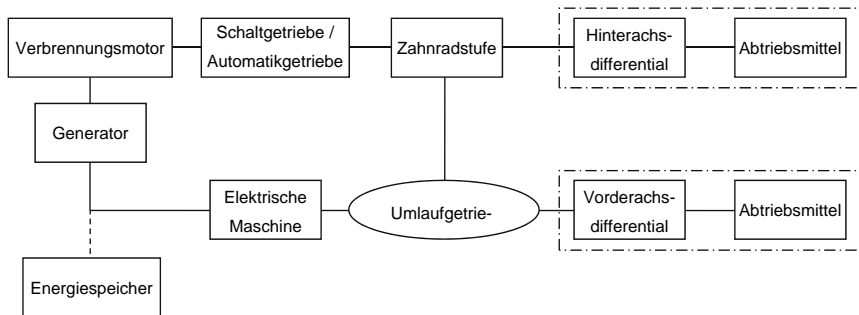 Verbrennungsmotor
Schaltgetriebe /
Automatikgetriebe
Zahnradstufe
Hinterachs-
differential
Abtriebsmittel
Generator
Elektrische
Maschine
Umlaufgetrie-
Vorderachs-
differential
Abtriebsmittel
Energiespeicher